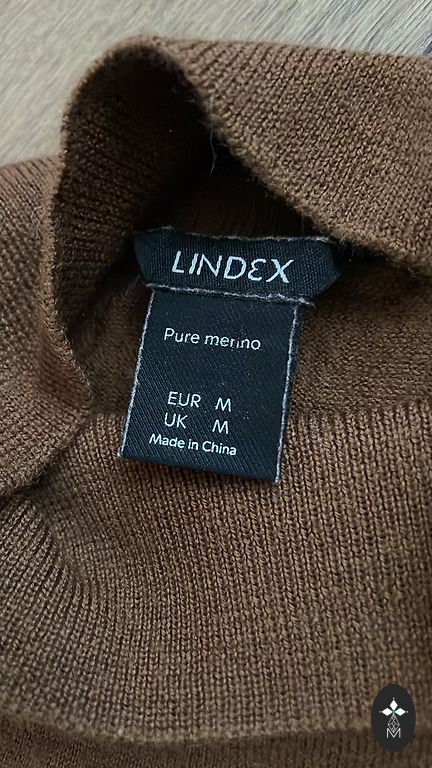 LINDEX
Pure merino
EUR M
UK M
Made in China
M